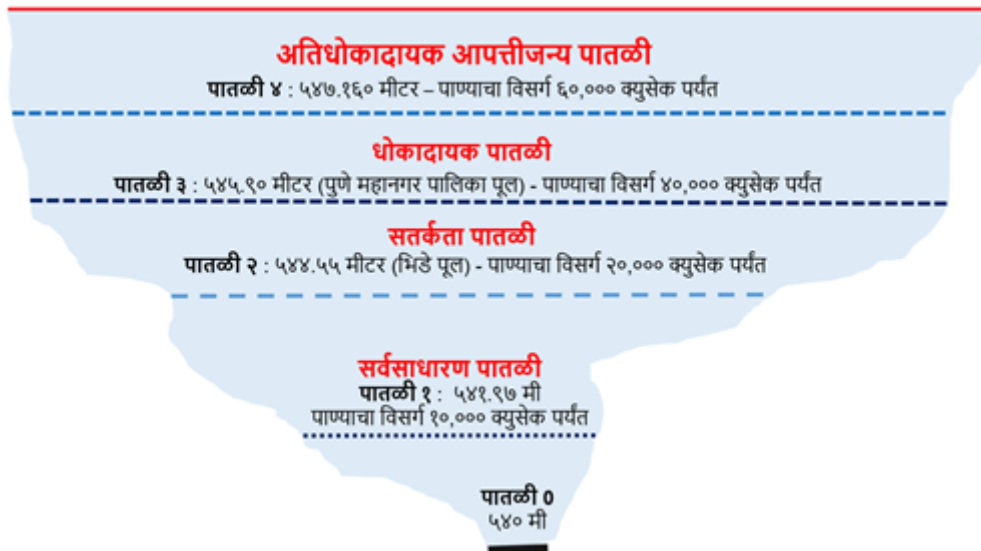 अतिधोकादायक आपत्तीजन्य पातळी
पातळी ४ : ५४७.१६० मीटर – पाण्याचा विसर्ग ६०,००० क्युसेक पर्यंत
धोकादायक पातळी
पातळी ३ : ५४५.९० मीटर (पुणे महानगर पालिका पूल) - पाण्याचा विसर्ग ४०,००० क्युसेक पर्यंत
सतर्कता पातळी
पातळी २ : ५४४.५५ मीटर (भिडे पूल) - पाण्याचा विसर्ग २०,००० क्युसेक पर्यंत
सर्वसाधारण पातळी
पातळी १ : ५४१.९७ मी
पाण्याचा विसर्ग १०,००० क्युसेक पर्यंत
पातळी 0
५४० मी